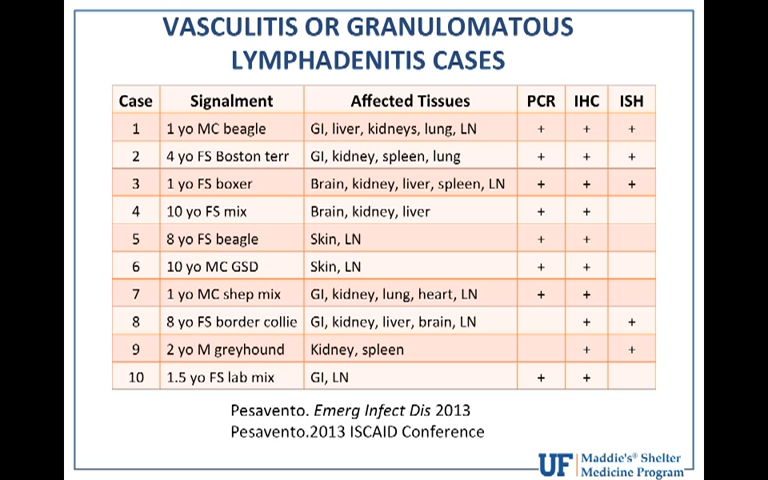 VASCULITIS OR GRANULOMATOUS
LYMPHADENITIS CASES
Case Signalment Affected Tissues PCR IHC ISH
1 1 yo MC beagle GI, liver, kidneys, lung, LN + + +
2 4 yo FS Boston terr GI, kidney, spleen, lung + + +
3 1 yo FS boxer Brain, kidney, liver, spleen, LN + + +
4 10 yo FS mix Brain, kidney, liver + +
5 8 yo FS beagle Skin, LN + +
6 10 yo MC GSD Skin, LN + +
7 1 yo MC shep mix GI, kidney, lung, heart, LN + +
8 8 yo FS border collie GI, kidney, liver, brain, LN + +
9 2 yo M greyhound Kidney, spleen + +
10 1.5 yo FS lab mix GI, LN + +
Pesavento. Emerg Infect Dis 2013
Pesavento.2013 ISCAID Conference
UF Maddie's® Shelter
Medicine Program